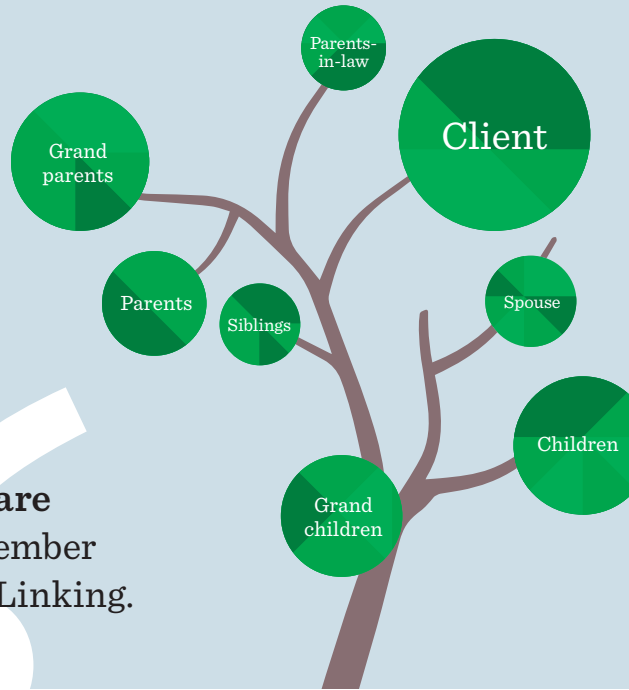 Parents-
in-law
Client
Grand
parents
Parents
Siblings
Spouse
Children
Grand
children
are
ember
Linking.